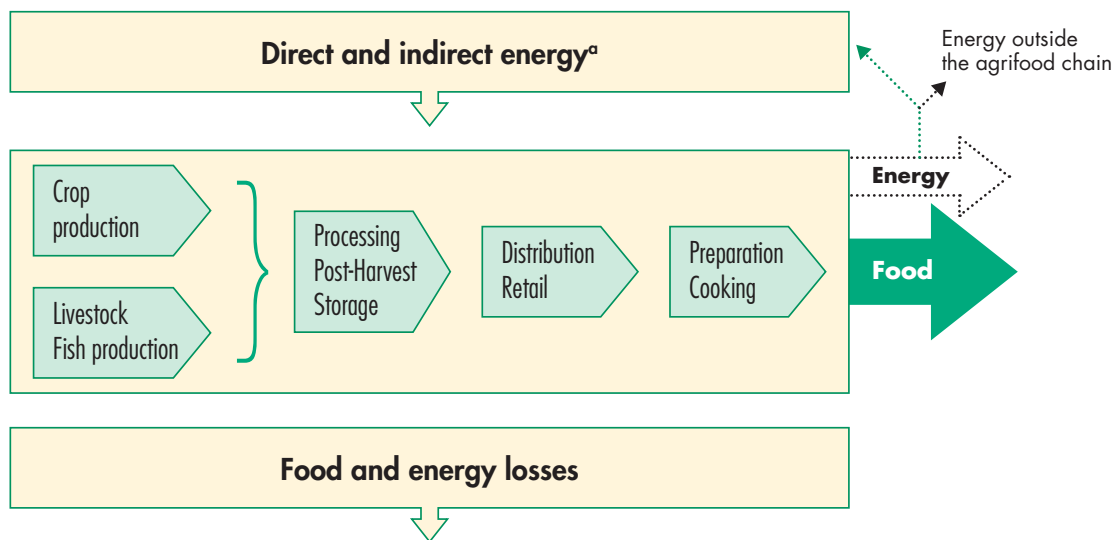 Direct and indirect energyᵃ
Energy outside
the agrifood chain
Crop
production
Livestock
Fish production
Processing
Post-Harvest
Storage
Distribution
Retail
Preparation
Cooking
Energy
Food
Food and energy losses